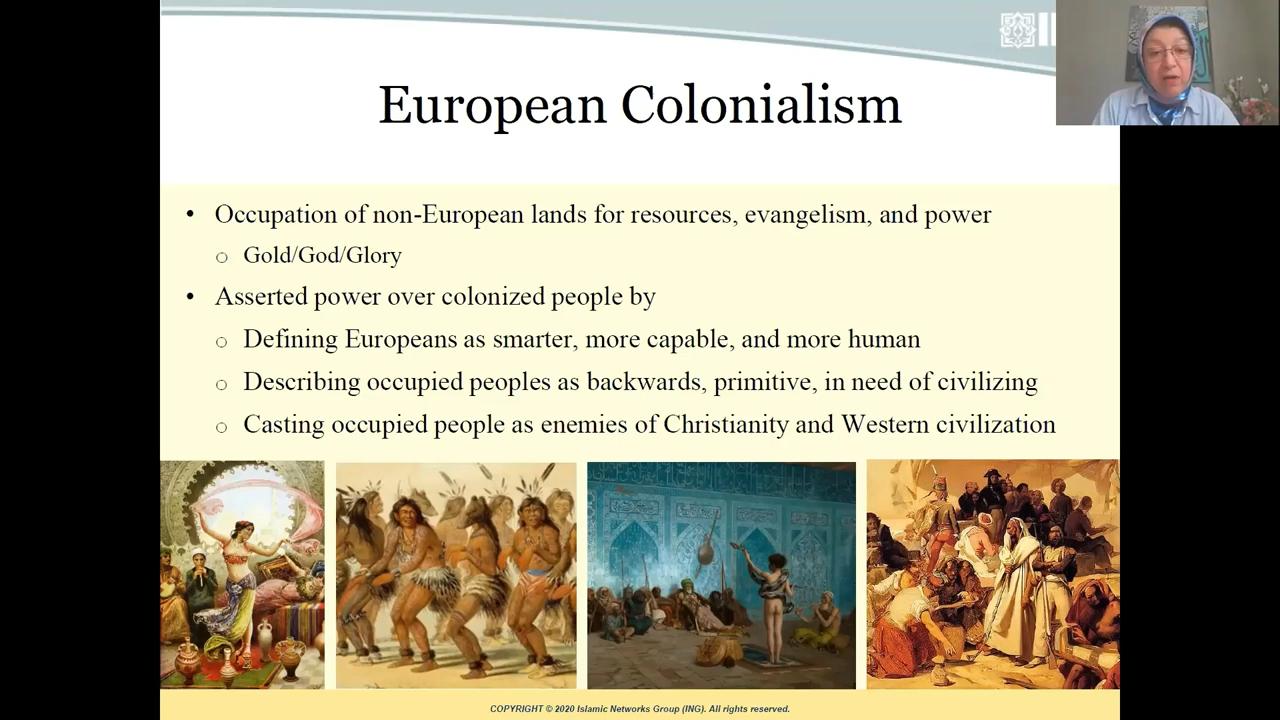 European Colonialism
• Occupation of non-European lands for resources, evangelism, and power
○ Gold/God/Glory
• Asserted power over colonized people by
○ Defining Europeans as smarter, more capable, and more human
○ Describing occupied peoples as backwards, primitive, in need of civilizing
○ Casting occupied people as enemies of Christianity and Western civilization
COPYRIGHT © 2020 Islamic Networks Group (ING). All rights reserved.